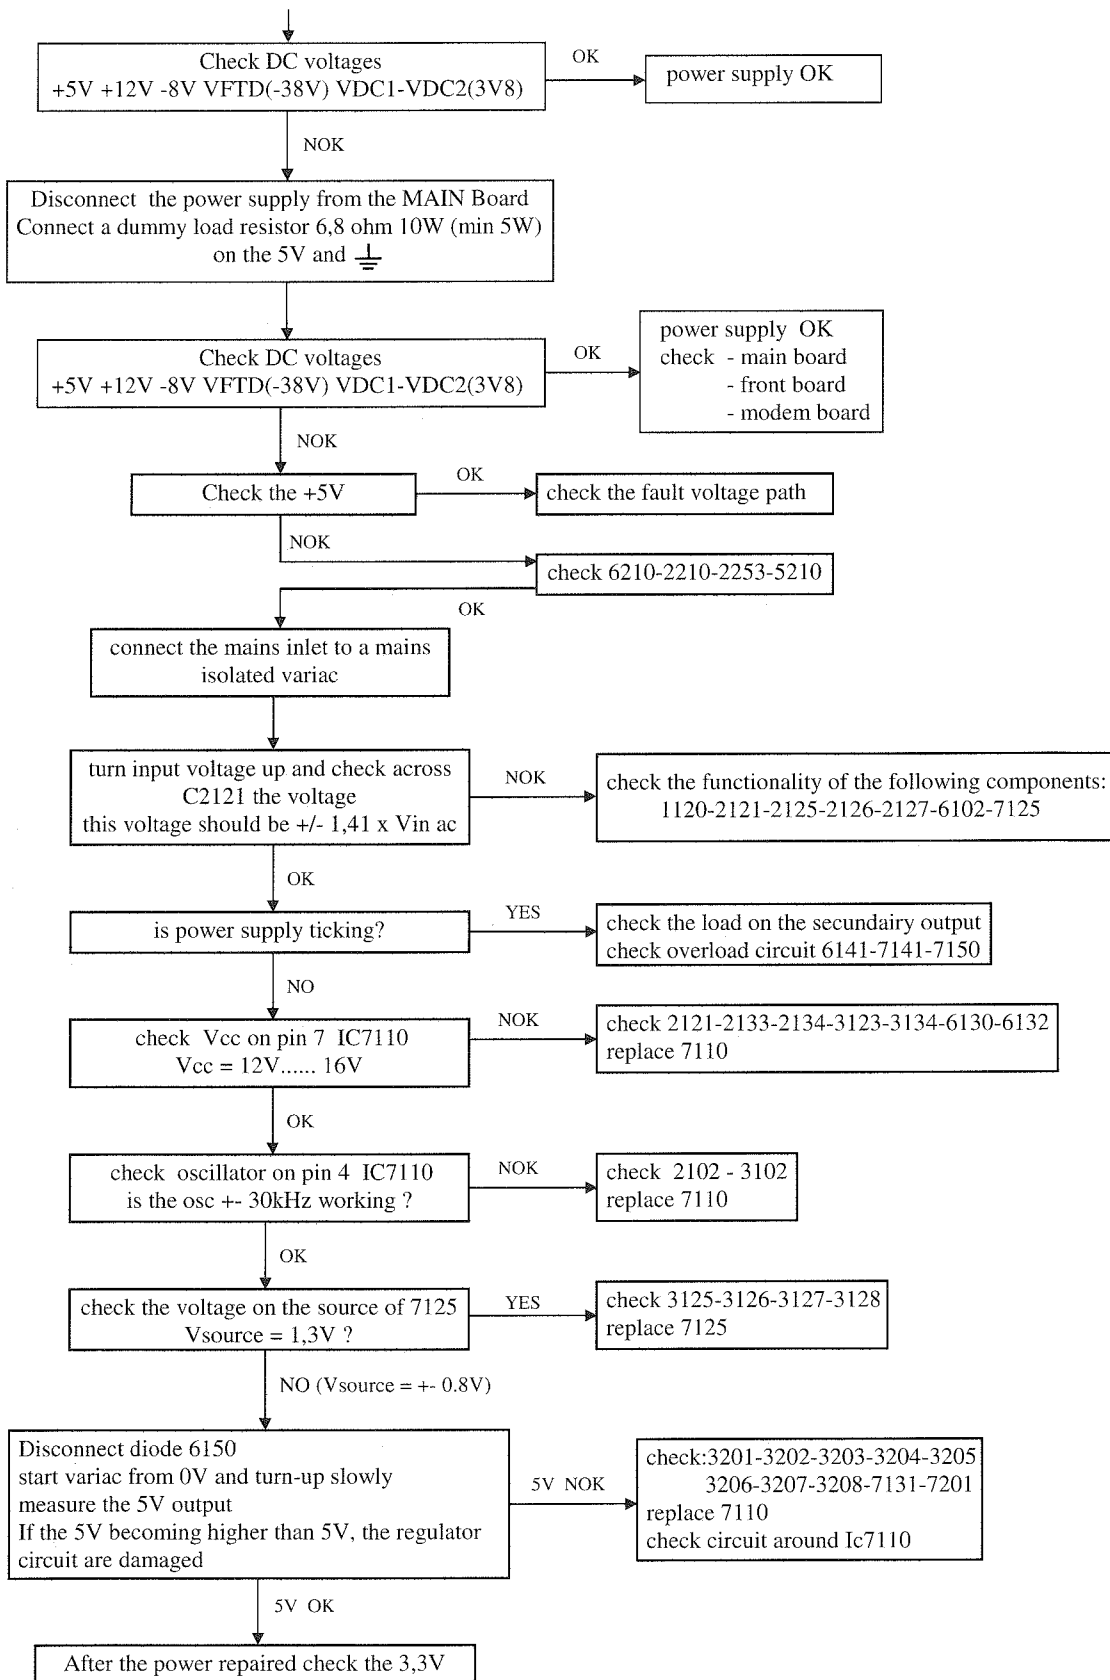 Check DC voltages
+5V +12V -8V VFTD(-38V) VDC1-VDC2(3V8)
OK
power supply OK
NOK
Disconnect the power supply from the MAIN Board
Connect a dummy load resistor 6,8 ohm 10W (min 5W)
on the 5V and
Check DC voltages
+5V +12V -8V VFTD(-38V) VDC1-VDC2(3V8)
OK
power supply OK
check - main board
- front board
- modem board
NOK
Check the +5V
OK
check the fault voltage path
NOK
check 6210-2210-2253-5210
OK
connect the mains inlet to a mains
isolated variac
turn input voltage up and check across
C2121 the voltage
this voltage should be +/- 1,41 x Vin ac
NOK
check the functionality of the following components:
1120-2121-2125-2126-2127-6102-7125
OK
is power supply ticking?
YES
check the load on the secundairy output
check overload circuit 6141-7141-7150
NO
check Vcc on pin 7 IC7110
Vcc = 12V...... 16V
NOK
check 2121-2133-2134-3123-3134-6130-6132
replace 7110
OK
check oscillator on pin 4 IC7110
is the osc +- 30kHz working ?
NOK
check 2102 - 3102
replace 7110
OK
check the voltage on the source of 7125
Vsource = 1,3V ?
YES
check 3125-3126-3127-3128
replace 7125
NO (Vsource = +- 0.8V)
Disconnect diode 6150
start variac from 0V and turn-up slowly
measure the 5V output
If the 5V becoming higher than 5V, the regulator
circuit are damaged
5V NOK
check:3201-3202-3203-3204-3205
3206-3207-3208-7131-7201
replace 7110
check circuit around Ic7110
5V OK
After the power repaired check the 3,3V